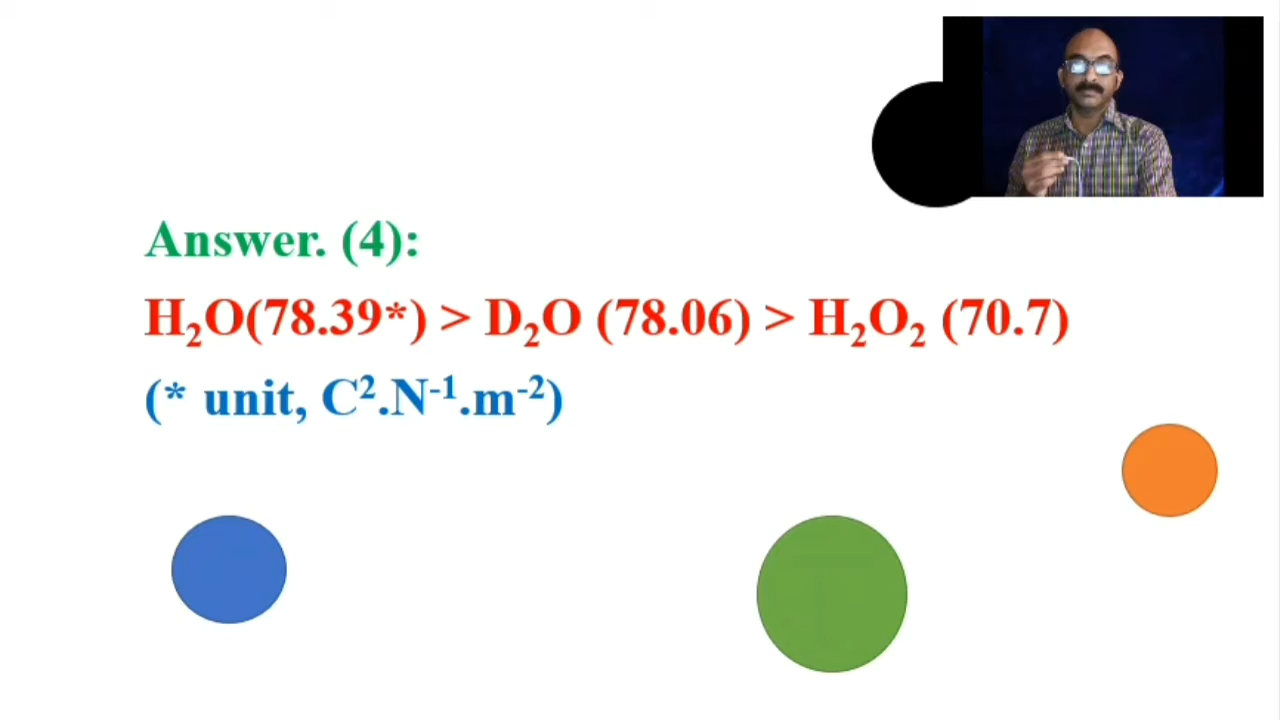 Answer. (4):
H₂O(78.39*) > D₂O (78.06) > H₂O₂ (70.7)
(* unit, C².N⁻¹.m⁻²)